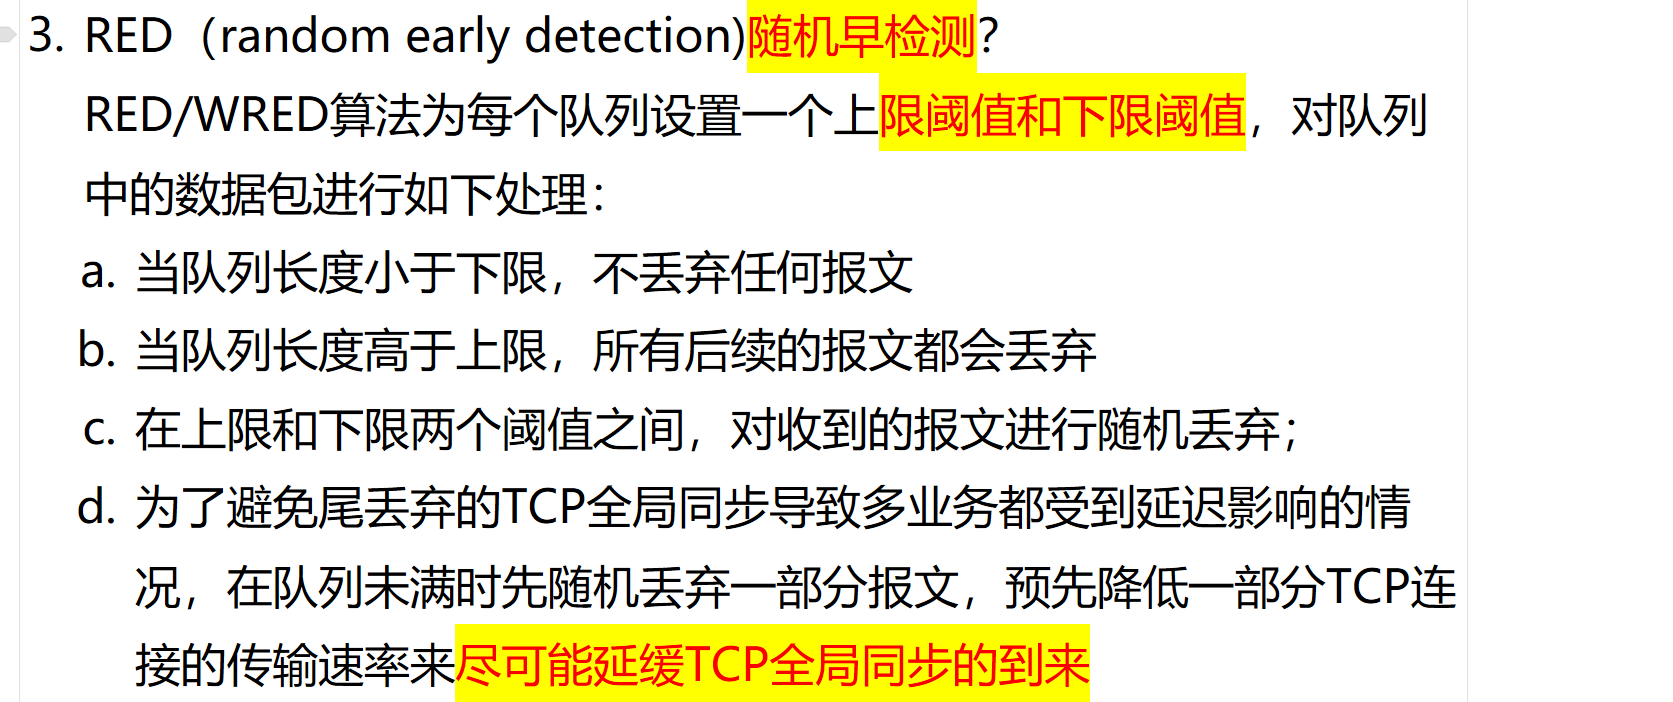 3. RED（random early detection)随机早检测?
RED/WRED算法为每个队列设置一个上限阈值和下限阈值，对队列
中的数据包进行如下处理：
a. 当队列长度小于下限，不丢弃任何报文
b. 当队列长度高于上限，所有后续的报文都会丢弃
c. 在上限和下限两个阈值之间，对收到的报文进行随机丢弃；
d. 为了避免尾丢弃的TCP全局同步导致多业务都受到延迟影响的情
况，在队列未满时先随机丢弃一部分报文，预先降低一部分TCP连
接的传输速率来尽可能延缓TCP全局同步的到来